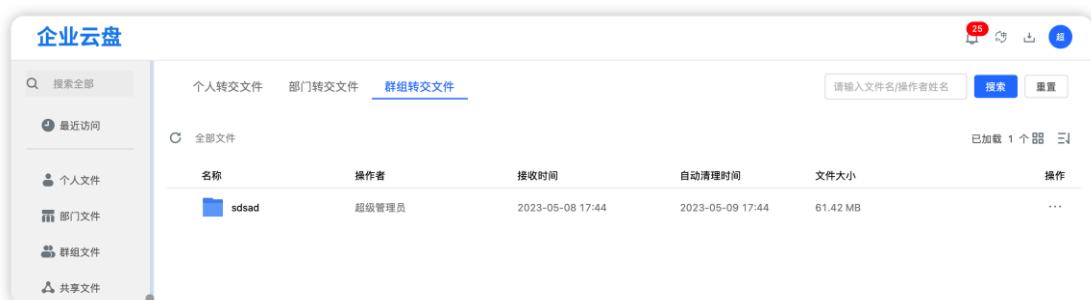 企业云盘
25
超
搜索全部
个人转交文件 部门转交文件 群组转交文件
请输入文件名/操作者姓名 搜索 重置
最近访问
全部文件
已加载 1 个
名称 操作者 接收时间 自动清理时间 文件大小 操作
个人文件
sdsad 超级管理员 2023-05-08 17:44 2023-05-09 17:44 61.42 MB ...
部门文件
群组文件
共享文件